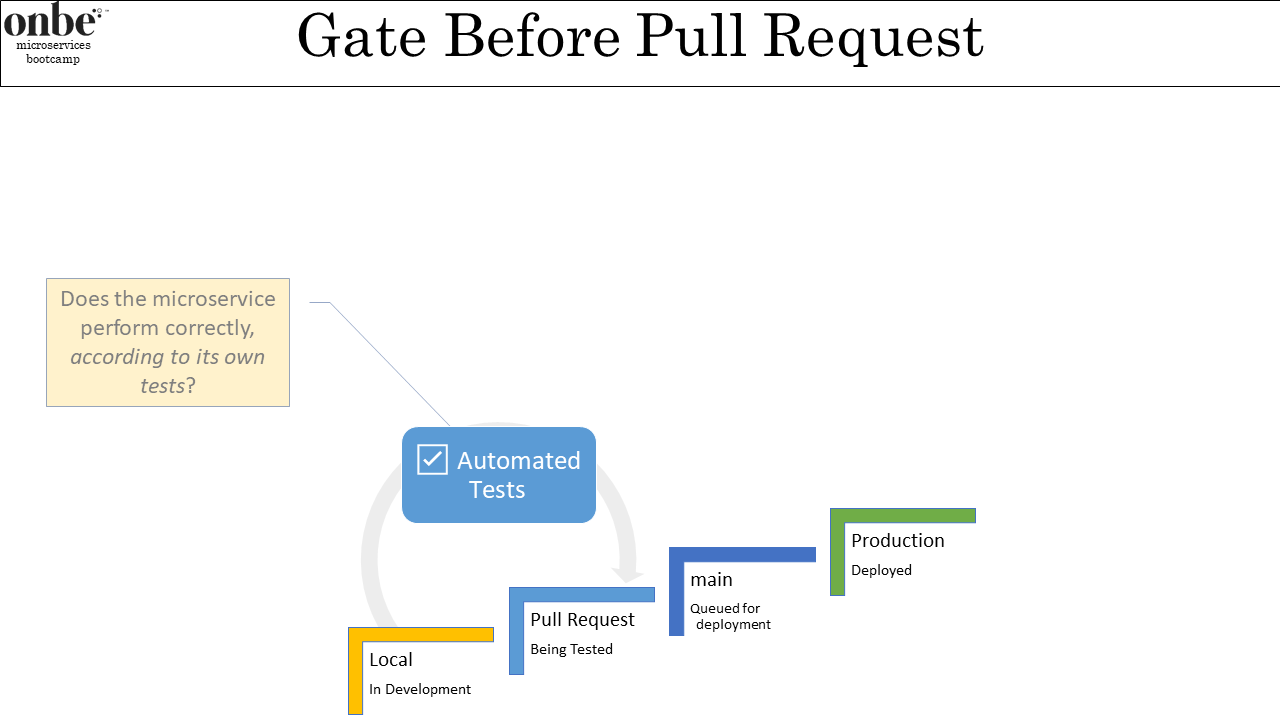 onbe
microservices
bootcamp
Gate Before Pull Request
Does the microservice
perform correctly,
according to its own
tests?
Automated
Tests
Production
Deployed
main
Queued for
deployment
Pull Request
Being Tested
Local
In Development